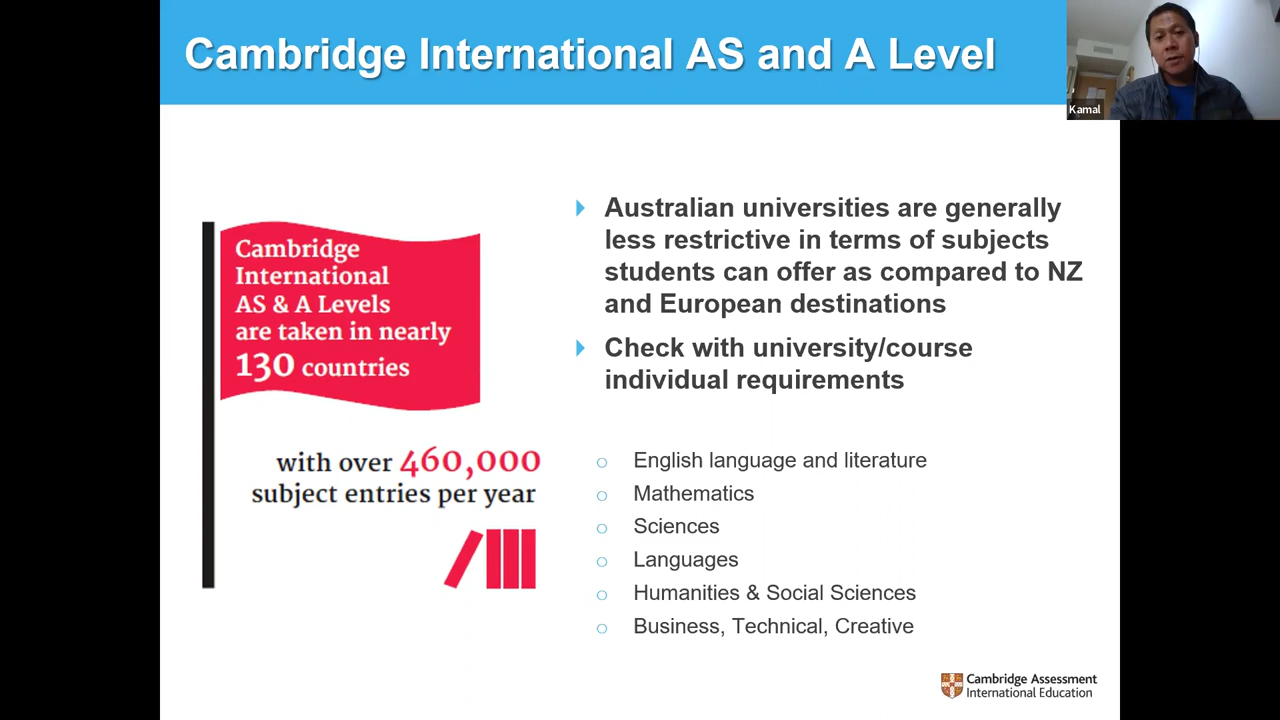 Cambridge International AS and A Level
Kamal
Cambridge
International
AS & A Levels
are taken in nearly
130 countries
with over 460,000
subject entries per year
Australian universities are generally
less restrictive in terms of subjects
students can offer as compared to NZ
and European destinations
Check with university/course
individual requirements
English language and literature
Mathematics
Sciences
Languages
Humanities & Social Sciences
Business, Technical, Creative
Cambridge Assessment
International Education